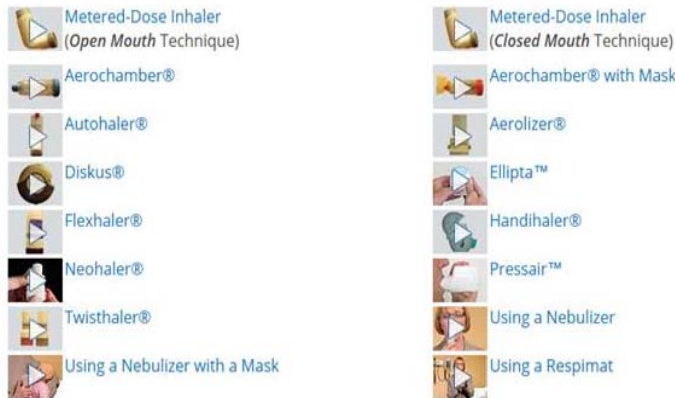 Metered-Dose Inhaler
(Open Mouth Technique)
Metered-Dose Inhaler
(Closed Mouth Technique)
Aerochamber®
Aerochamber® with Mask
Autohaler®
Aerolizer®
Diskus®
Ellipta™
Flexhaler®
Handihaler®
Neohaler®
Pressair™
Twisthaler®
Using a Nebulizer
Using a Nebulizer with a Mask
Using a Respimat